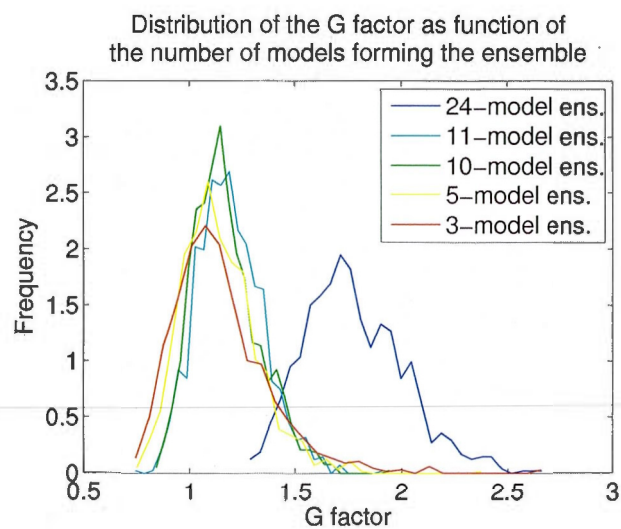 Distribution of the G factor as function of
the number of models forming the ensemble
3.5
3
2.5
2
1.5
1
0.5
0
Frequency
24-model ens.
11-model ens.
10-model ens.
5-model ens.
3-model ens.
0.5 1 1.5 2 2.5 3
G factor